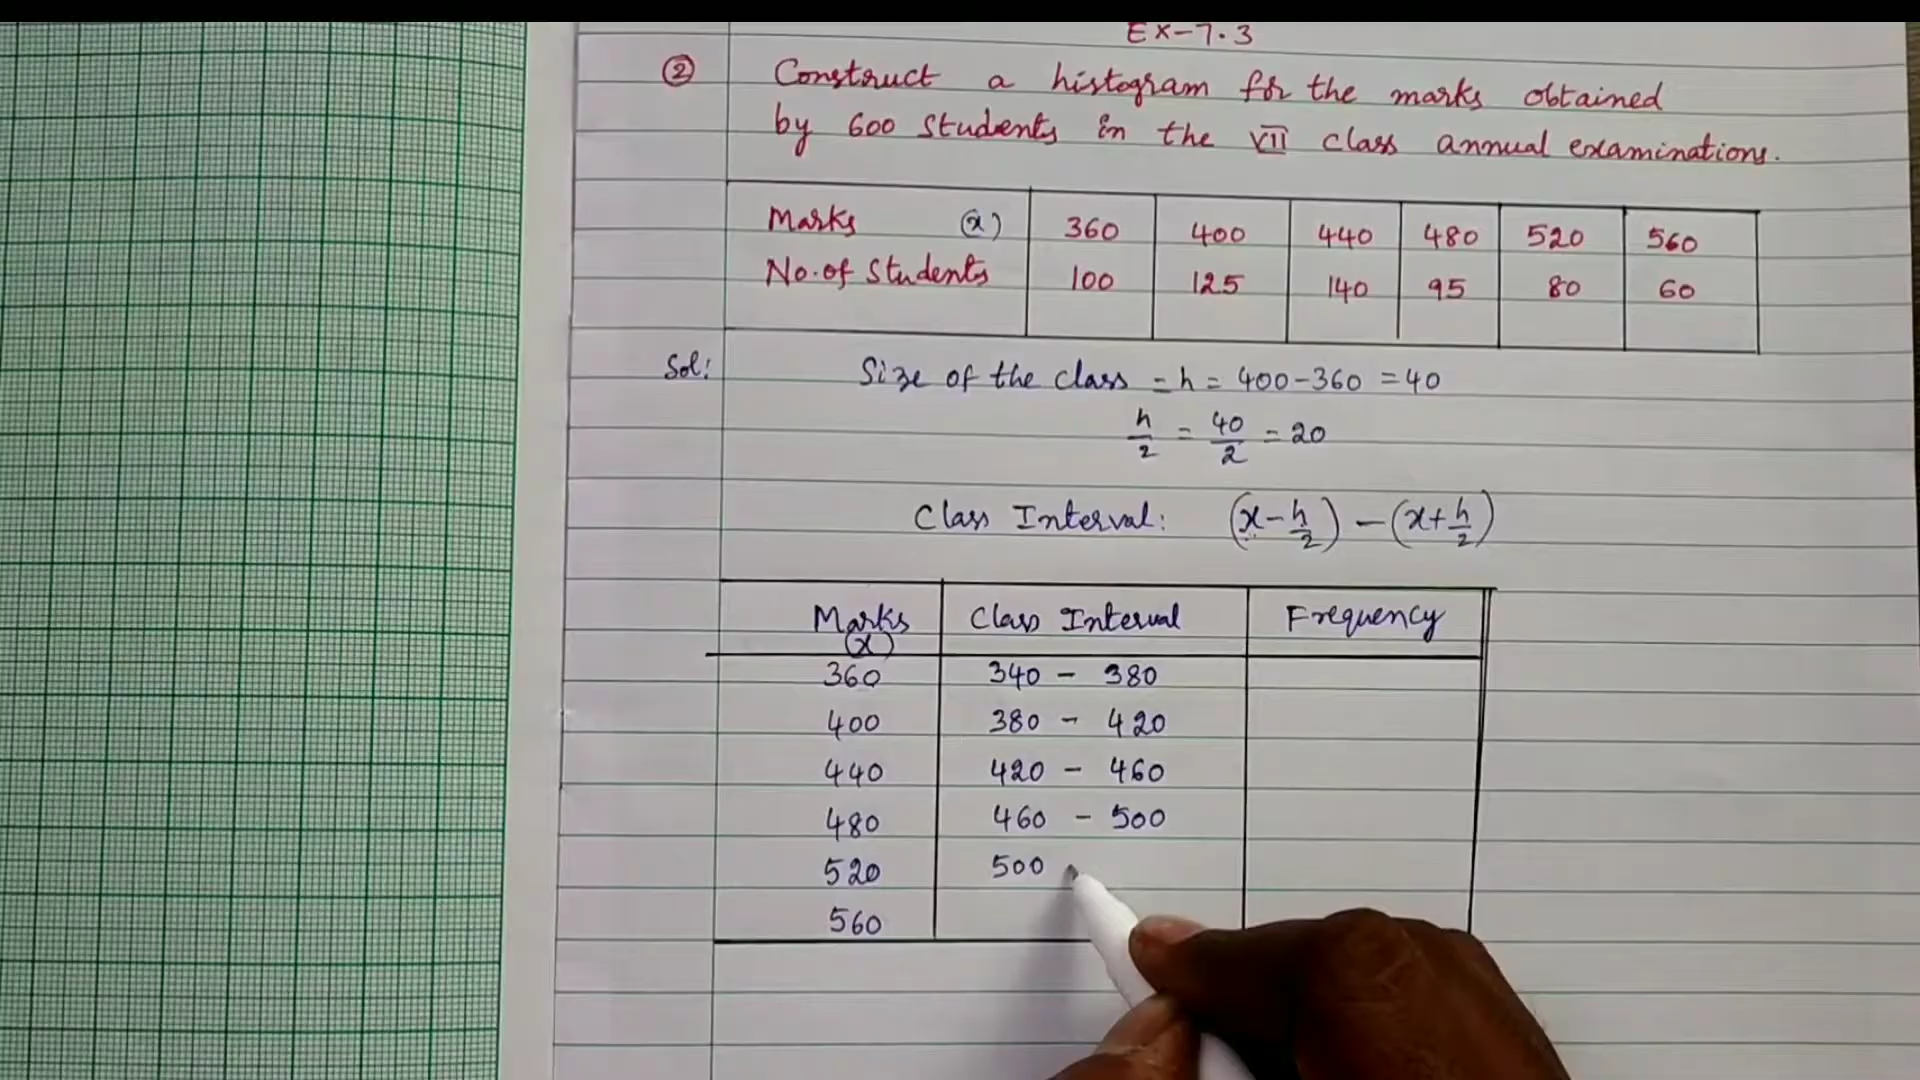 Ex-7.3
② Construct a histogram for the marks obtained
by 600 students in the VII class annual examinations.
Marks (x) 360 400 440 480 520 560
No.of Students 100 125 140 95 80 60
Sol: Size of the class = h = 400-360 = 40
h/2 = 40/2 = 20
Class Interval: (x-h/2) - (x+h/2)
Marks (x) Class Interval Frequency
360 340 - 380
400 380 - 420
440 420 - 460
480 460 - 500
520 500
560